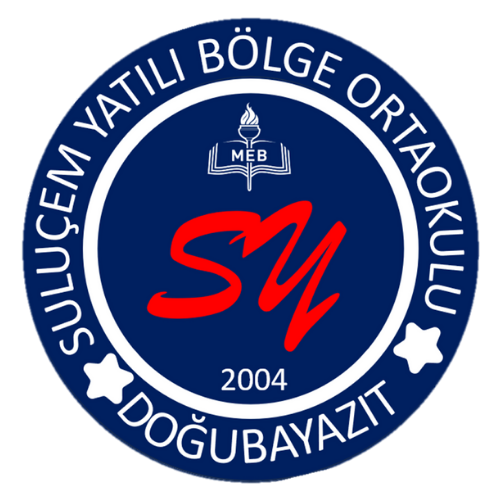 SULUÇEM YATILI BÖLGE ORTAOKULU
MEB
SY
2004
DOĞUBAYAZIT